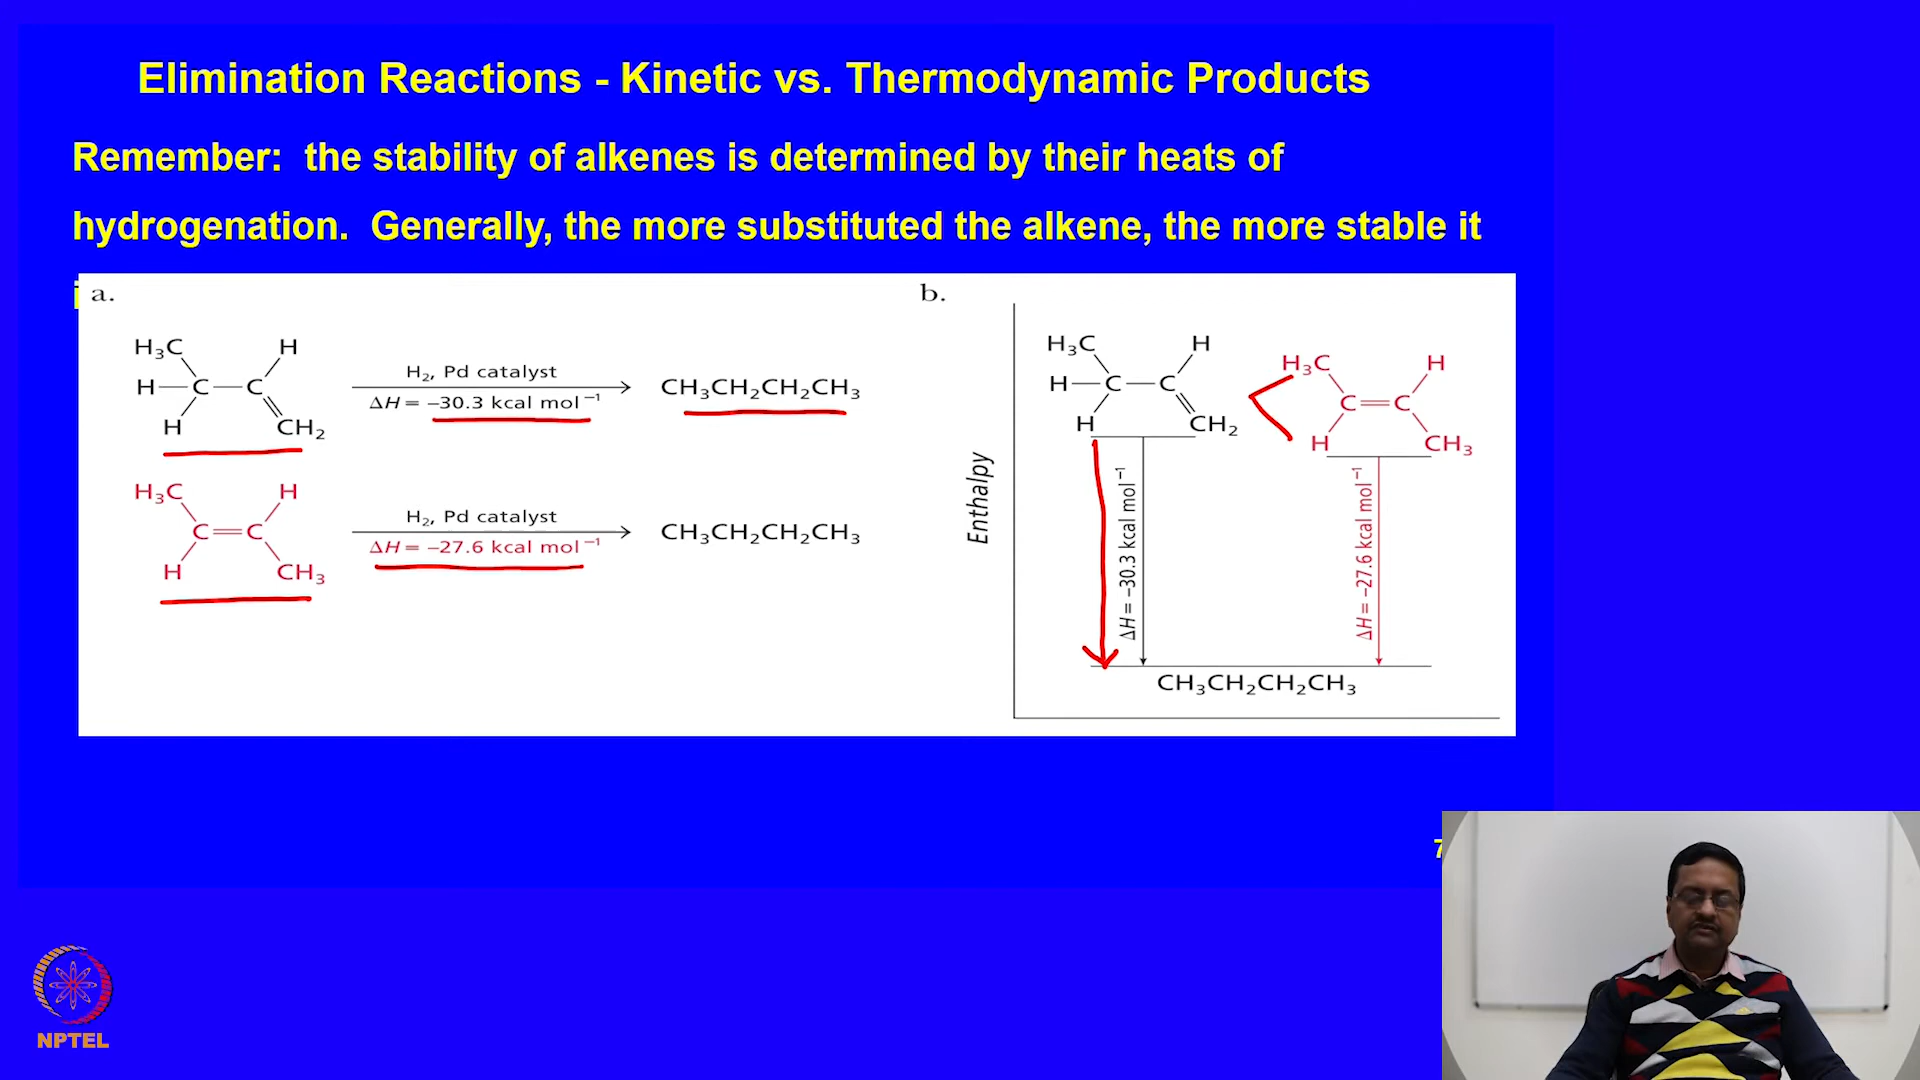 Elimination Reactions - Kinetic vs. Thermodynamic Products
Remember: the stability of alkenes is determined by their heats of
hydrogenation. Generally, the more substituted the alkene, the more stable it
i
a.
H₃C H
H C C
H CH₂
H₂, Pd catalyst
ΔH = −30.3 kcal mol⁻¹
CH₃CH₂CH₂CH₃
H₃C H
C C
H CH₃
H₂, Pd catalyst
ΔH = −27.6 kcal mol⁻¹
CH₃CH₂CH₂CH₃
b.
Enthalpy
H₃C H
H C C
H CH₂
H₃C H
C C
H CH₃
ΔH = −30.3 kcal mol⁻¹
ΔH = −27.6 kcal mol⁻¹
CH₃CH₂CH₂CH₃
7
NPTEL